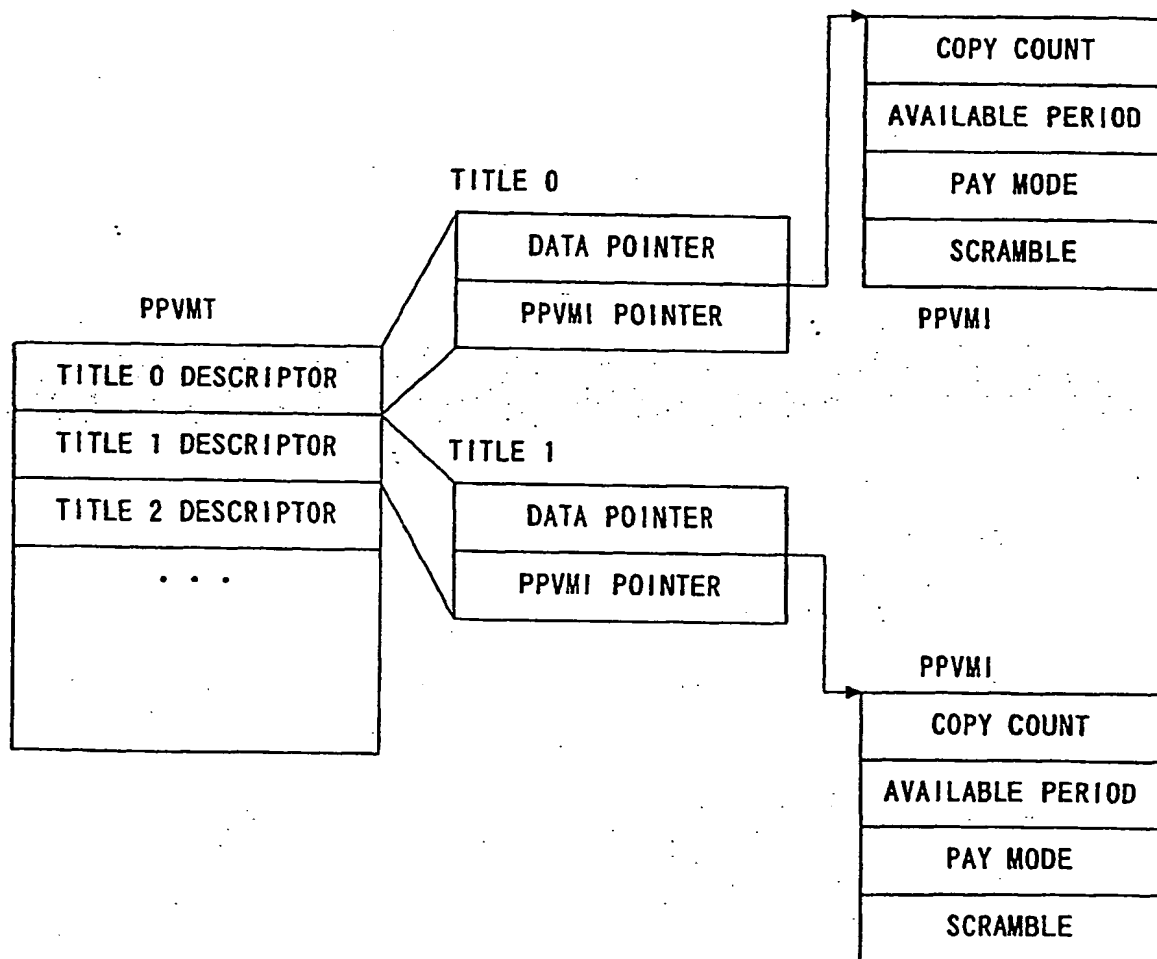 PPVMT
TITLE 0 DESCRIPTOR
TITLE 1 DESCRIPTOR
TITLE 2 DESCRIPTOR
• • •
TITLE 0
DATA POINTER
PPVMI POINTER
TITLE 1
DATA POINTER
PPVMI POINTER
COPY COUNT
AVAILABLE PERIOD
PAY MODE
SCRAMBLE
PPVMI
PPVMI
COPY COUNT
AVAILABLE PERIOD
PAY MODE
SCRAMBLE